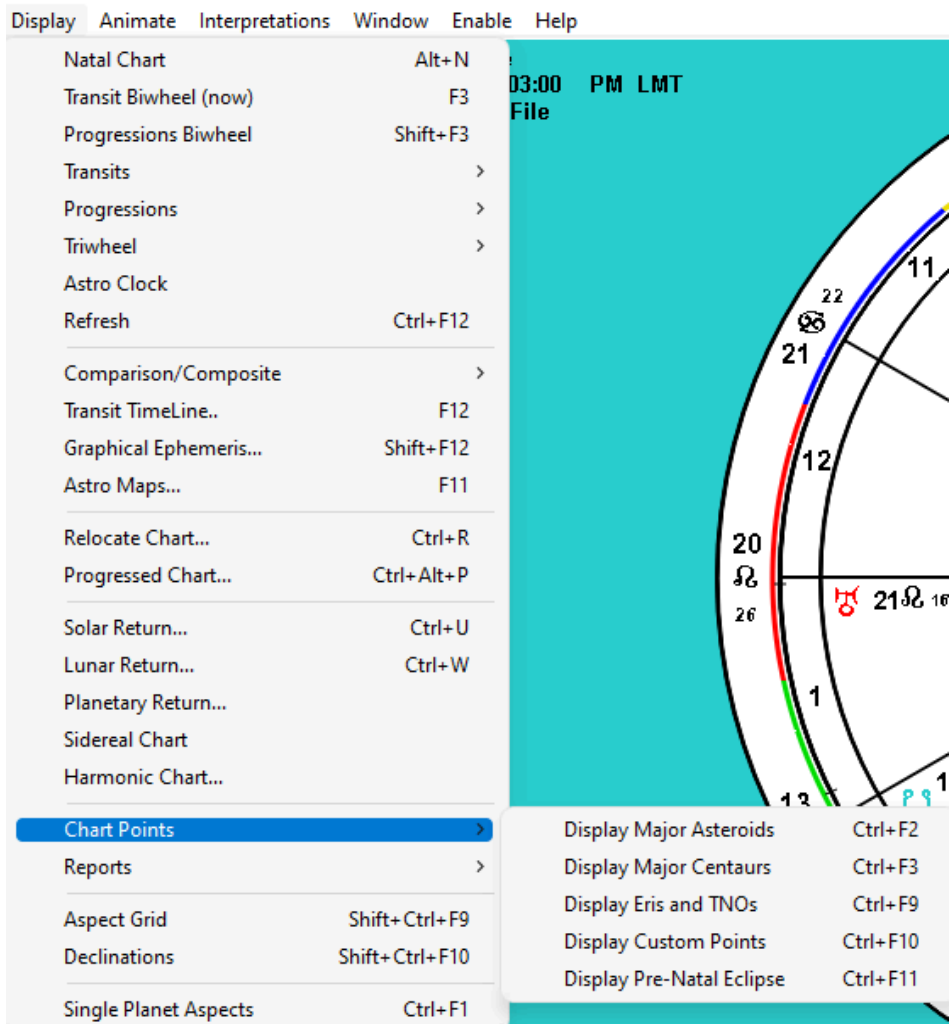 Display Animate Interpretations Window Enable Help
Natal Chart Alt+N
Transit Biwheel (now) F3
Progressions Biwheel Shift+F3
Transits
Progressions
Triwheel
Astro Clock
Refresh Ctrl+F12
Comparison/Composite
Transit TimeLine.. F12
Graphical Ephemeris... Shift+F12
Astro Maps... F11
Relocate Chart... Ctrl+R
Progressed Chart... Ctrl+Alt+P
Solar Return... Ctrl+U
Lunar Return... Ctrl+W
Planetary Return...
Sidereal Chart
Harmonic Chart...
Chart Points
Reports
Aspect Grid Shift+Ctrl+F9
Declinations Shift+Ctrl+F10
Single Planet Aspects Ctrl+F1
Display Major Asteroids Ctrl+F2
Display Major Centaurs Ctrl+F3
Display Eris and TNOs Ctrl+F9
Display Custom Points Ctrl+F10
Display Pre-Natal Eclipse Ctrl+F11
03:00 PM LMT
File
11
22
♋
21
12
20
♌
26
♅ 21 ♌ 16
1
13